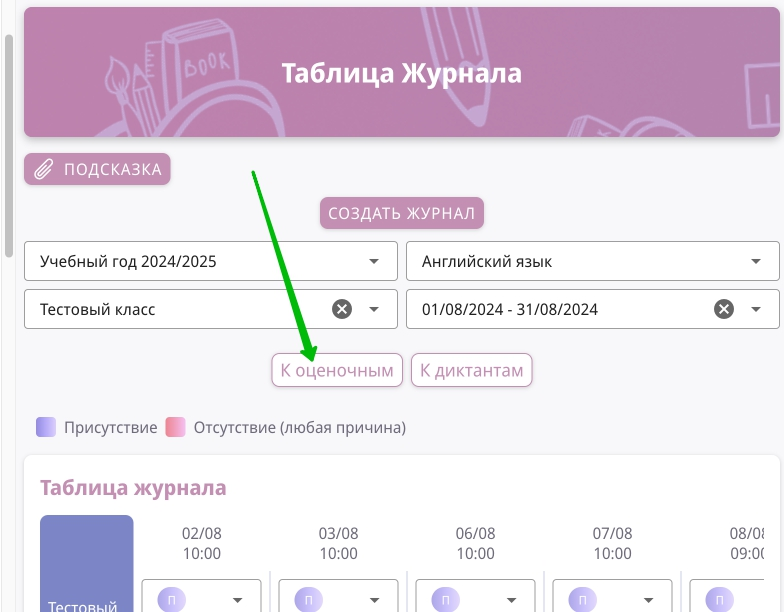 BOOK
Таблица Журнала
ПОДСКАЗКА
СОЗДАТЬ ЖУРНАЛ
Учебный год 2024/2025
Английский язык
Тестовый класс
01/08/2024 - 31/08/2024
К оценочным
К диктантам
Присутствие
Отсутствие (любая причина)
Таблица журнала
02/08 03/08 06/08 07/08 08/08
10:00 10:00 10:00 10:00 09:00
Тестовый П П П П П